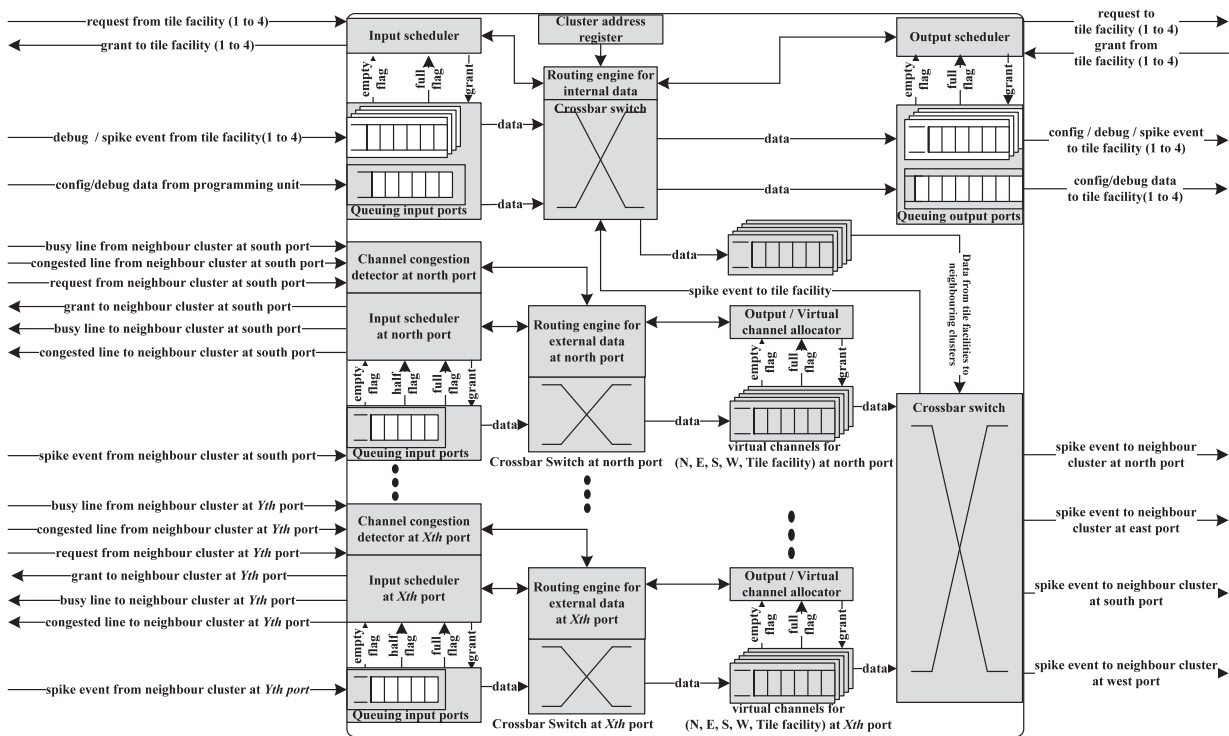 request from tile facility (1 to 4)
grant to tile facility (1 to 4)
debug / spike event from tile facility(1 to 4)
config/debug data from programming unit
Input scheduler
empty
flag
full
flag
grant
Queuing input ports
data
data
Cluster address
register
Routing engine for
internal data
Crossbar switch
data
data
Output scheduler
empty
flag
full
flag
grant
Queuing output ports
request to
tile facility (1 to 4)
grant from
tile facility (1 to 4)
config / debug / spike event
to tile facility (1 to 4)
config/debug data
to tile facility(1 to 4)
busy line from neighbour cluster at south port
congested line from neighbour cluster at south port
request from neighbour cluster at south port
grant to neighbour cluster at south port
busy line to neighbour cluster at south port
congested line to neighbour cluster at south port
spike event from neighbour cluster at south port
Channel congestion
detector at north port
Input scheduler
at north port
empty
flag
half
flag
full
flag
grant
Queuing input ports
data
data
spike event to tile facility
Data from tile facilities to
neighbouring clusters
Routing engine for
external data
at north port
Crossbar Switch at north port
data
Output / Virtual
channel allocator
empty
flag
full
flag
grant
virtual channels for
(N, E, S, W, Tile facility) at north port
data
Crossbar switch
spike event to neighbour
cluster at north port
spike event to neighbour
cluster at east port
spike event to neighbour cluster
at south port
spike event to neighbour cluster
at west port
busy line from neighbour cluster at Yth port
congested line from neighbour cluster at Yth port
request from neighbour cluster at Yth port
grant to neighbour cluster at Yth port
busy line to neighbour cluster at Yth port
congested line to neighbour cluster at Yth port
spike event from neighbour cluster at Yth port
Channel congestion
detector at Xth port
Input scheduler
at Xth port
empty
flag
half
flag
full
flag
grant
Queuing input ports
data
Routing engine for
external data
at Xth port
Crossbar Switch at Xth port
data
Output / Virtual
channel allocator
empty
flag
full
flag
grant
virtual channels for
(N, E, S, W, Tile facility) at Xth port
data